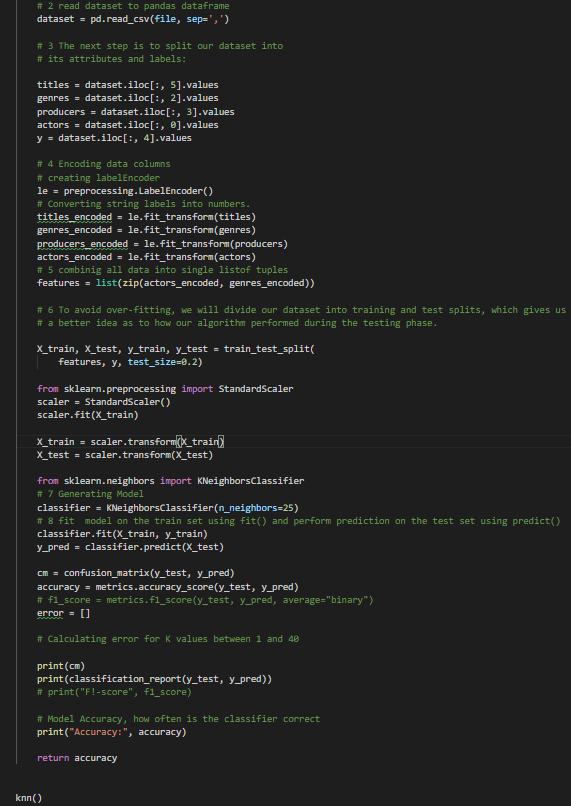 # 2 read dataset to pandas dataframe
dataset = pd.read_csv(file, sep=',')
# 3 The next step is to split our dataset into
# its attributes and labels:
titles = dataset.iloc[:, 5].values
genres = dataset.iloc[:, 2].values
producers = dataset.iloc[:, 3].values
actors = dataset.iloc[:, 0].values
y = dataset.iloc[:, 4].values
# 4 Encoding data columns
# creating labelEncoder
le = preprocessing.LabelEncoder()
# Converting string labels into numbers.
titles_encoded = le.fit_transform(titles)
genres_encoded = le.fit_transform(genres)
producers_encoded = le.fit_transform(producers)
actors_encoded = le.fit_transform(actors)
# 5 combinig all data into single listof tuples
features = list(zip(actors_encoded, genres_encoded))
# 6 To avoid over-fitting, we will divide our dataset into training and test splits, which gives us
# a better idea as to how our algorithm performed during the testing phase.
X_train, X_test, y_train, y_test = train_test_split(
features, y, test_size=0.2)
from sklearn.preprocessing import StandardScaler
scaler = StandardScaler()
scaler.fit(X_train)
X_train = scaler.transform(X_train)
X_test = scaler.transform(X_test)
from sklearn.neighbors import KNeighborsClassifier
# 7 Generating Model
classifier = KNeighborsClassifier(n_neighbors=25)
# 8 fit  model on the train set using fit() and perform prediction on the test set using predict()
classifier.fit(X_train, y_train)
y_pred = classifier.predict(X_test)
cm = confusion_matrix(y_test, y_pred)
accuracy = metrics.accuracy_score(y_test, y_pred)
# f1_score = metrics.f1_score(y_test, y_pred, average="binary")
error = []
# Calculating error for K values between 1 and 40
print(cm)
print(classification_report(y_test, y_pred))
# print("F!-score", f1_score)
# Model Accuracy, how often is the classifier correct
print("Accuracy:", accuracy)
return accuracy
knn()